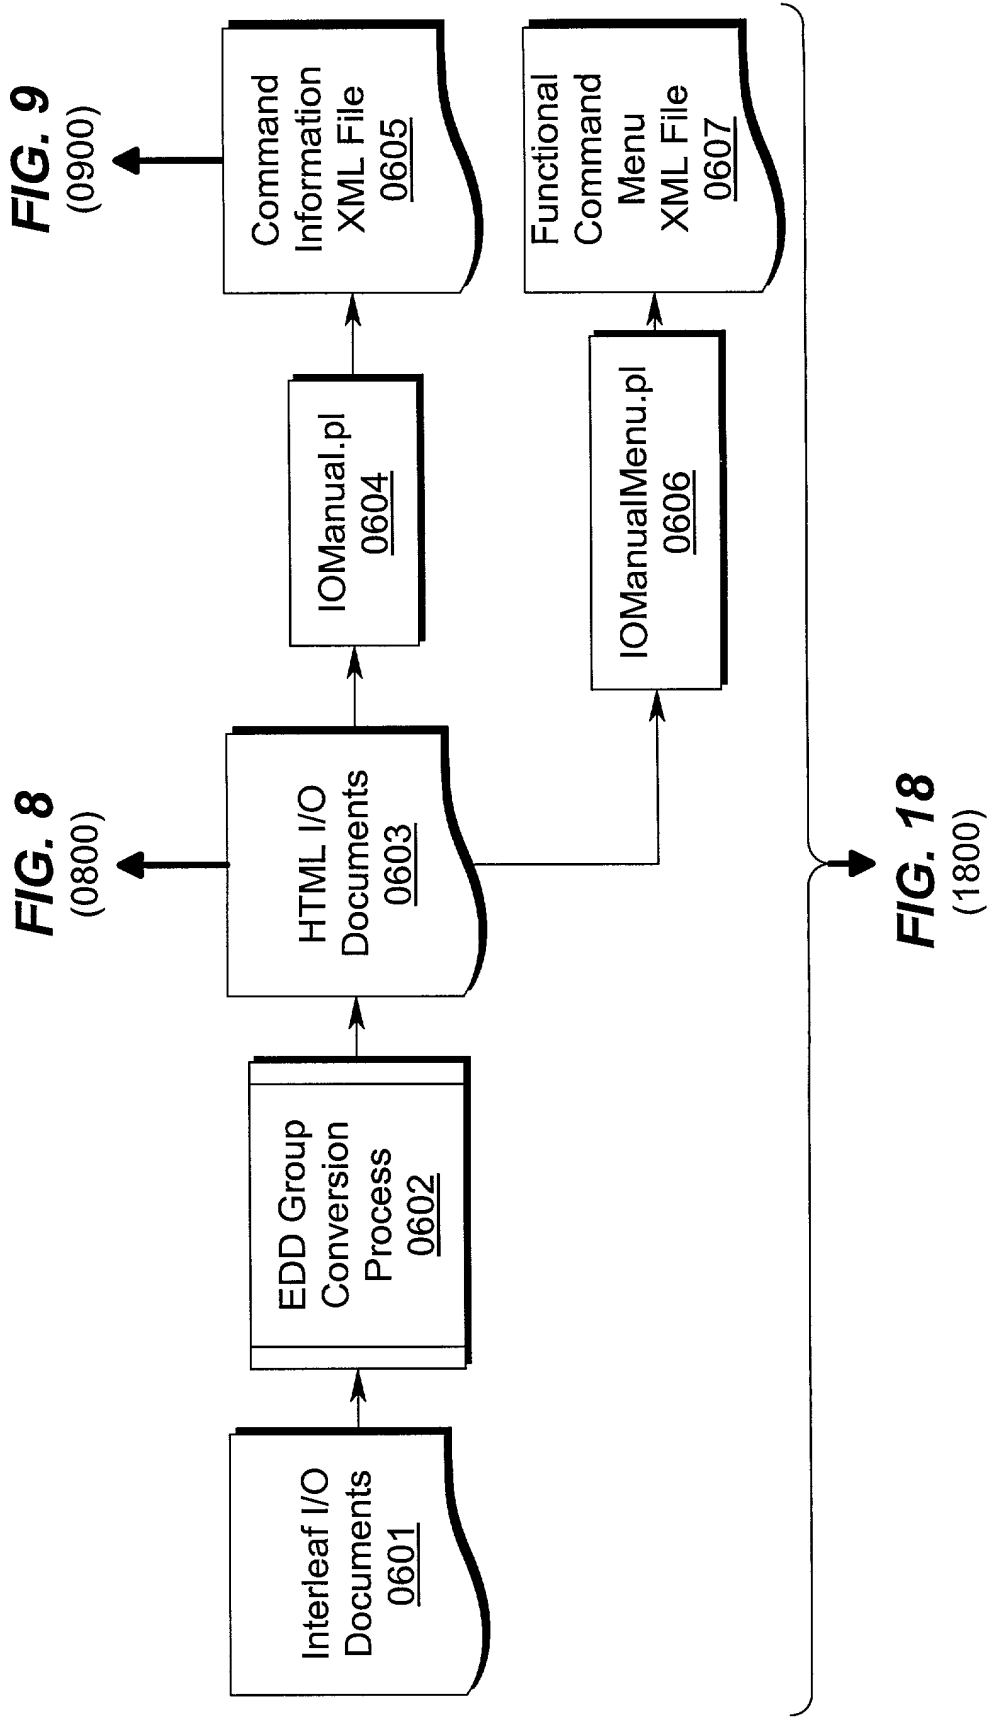 FIG. 8
(0800)
FIG. 9
(0900)
Interleaf I/O
Documents
0601
EDD Group
Conversion
Process
0602
HTML I/O
Documents
0603
IOManual.pl
0604
Command
Information
XML File
0605
IOManualMenu.pl
0606
Functional
Command
Menu
XML File
0607
FIG. 18
(1800)